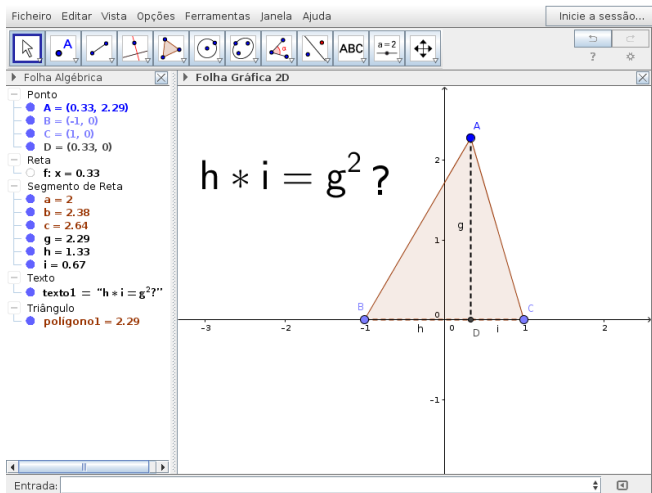 Ficheiro Editar Vista Opções Ferramentas Janela Ajuda
Inicie a sessão...
A
α
ABC
a=2
?
Folha Algébrica
Folha Gráfica 2D
Ponto
A = (0.33, 2.29)
B = (-1, 0)
C = (1, 0)
D = (0.33, 0)
Reta
f: x = 0.33
Segmento de Reta
a = 2
b = 2.38
c = 2.64
g = 2.29
h = 1.33
i = 0.67
Texto
texto1 = “h∗i=g²?”
Triângulo
polígono1 = 2.29
h ∗ i = g² ?
A
2
g
1
B
C
0
-3
-2
-1
h
0
D
i
1
2
-1
Entrada: